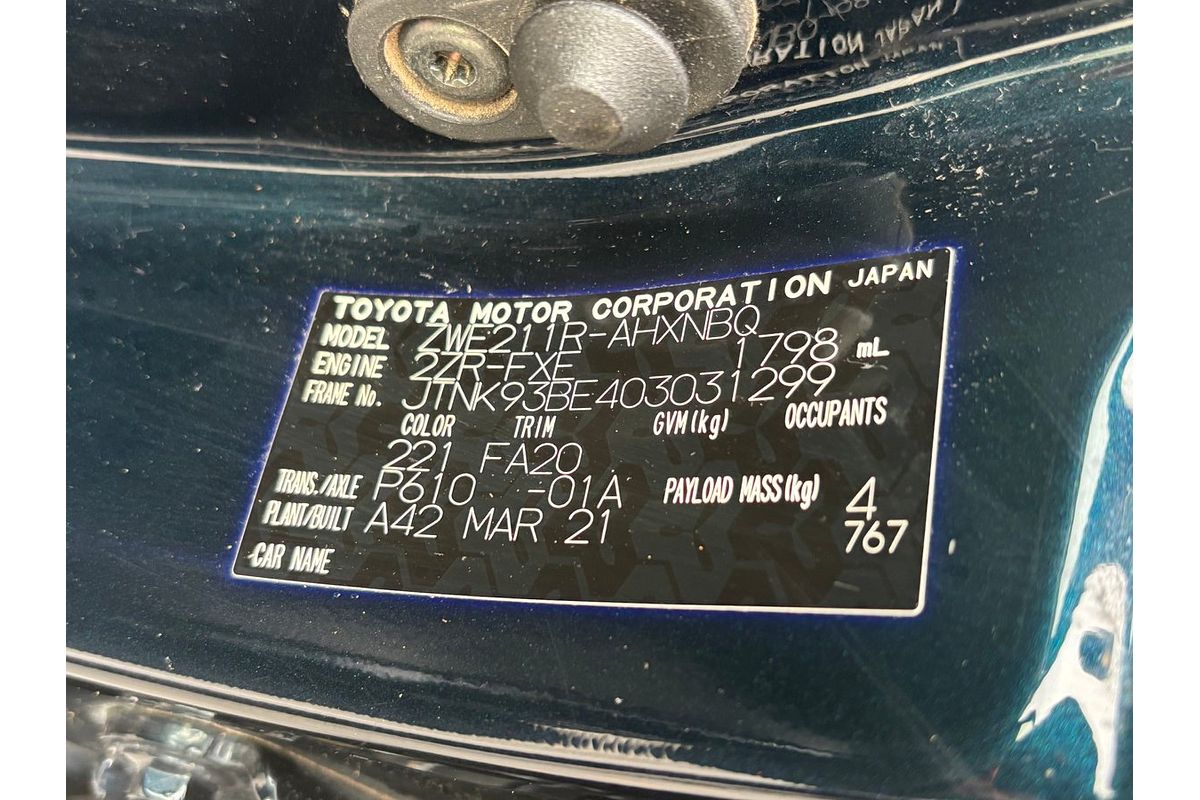 TOYOTA MOTOR CORPORATION JAPAN
MODEL ZWE211R-AHXNBQ
ENGINE 2ZR-FXE 1798 mL
FRAME No. JTNK93BE403031299
COLOR TRIM GVM(kg) OCCUPANTS
221 FA20
TRANS./AXLE P610 -01A PAYLOAD MASS(kg) 4
PLANT/BUILT A42 MAR 21 767
CAR NAME